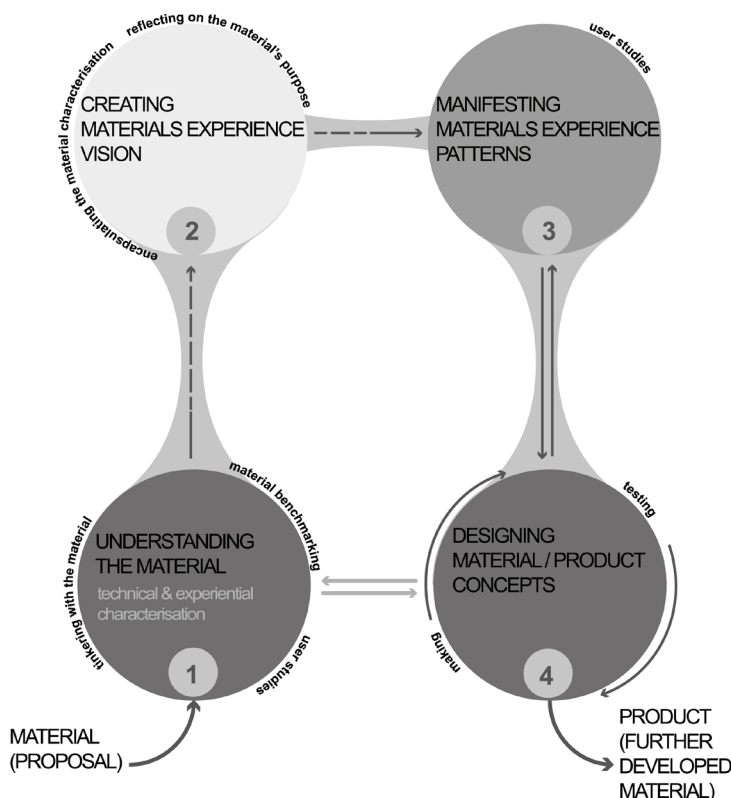 reflecting on the material's purpose
encapsulating the material characterisation
CREATING
MATERIALS EXPERIENCE
VISION
2
user studies
MANIFESTING
MATERIALS EXPERIENCE
PATTERNS
3
tinkering with the material
material benchmarking
user studies
UNDERSTANDING
THE MATERIAL
technical & experiential
characterisation
1
testing
making
DESIGNING
MATERIAL / PRODUCT
CONCEPTS
4
MATERIAL
(PROPOSAL)
PRODUCT
(FURTHER
DEVELOPED
MATERIAL)